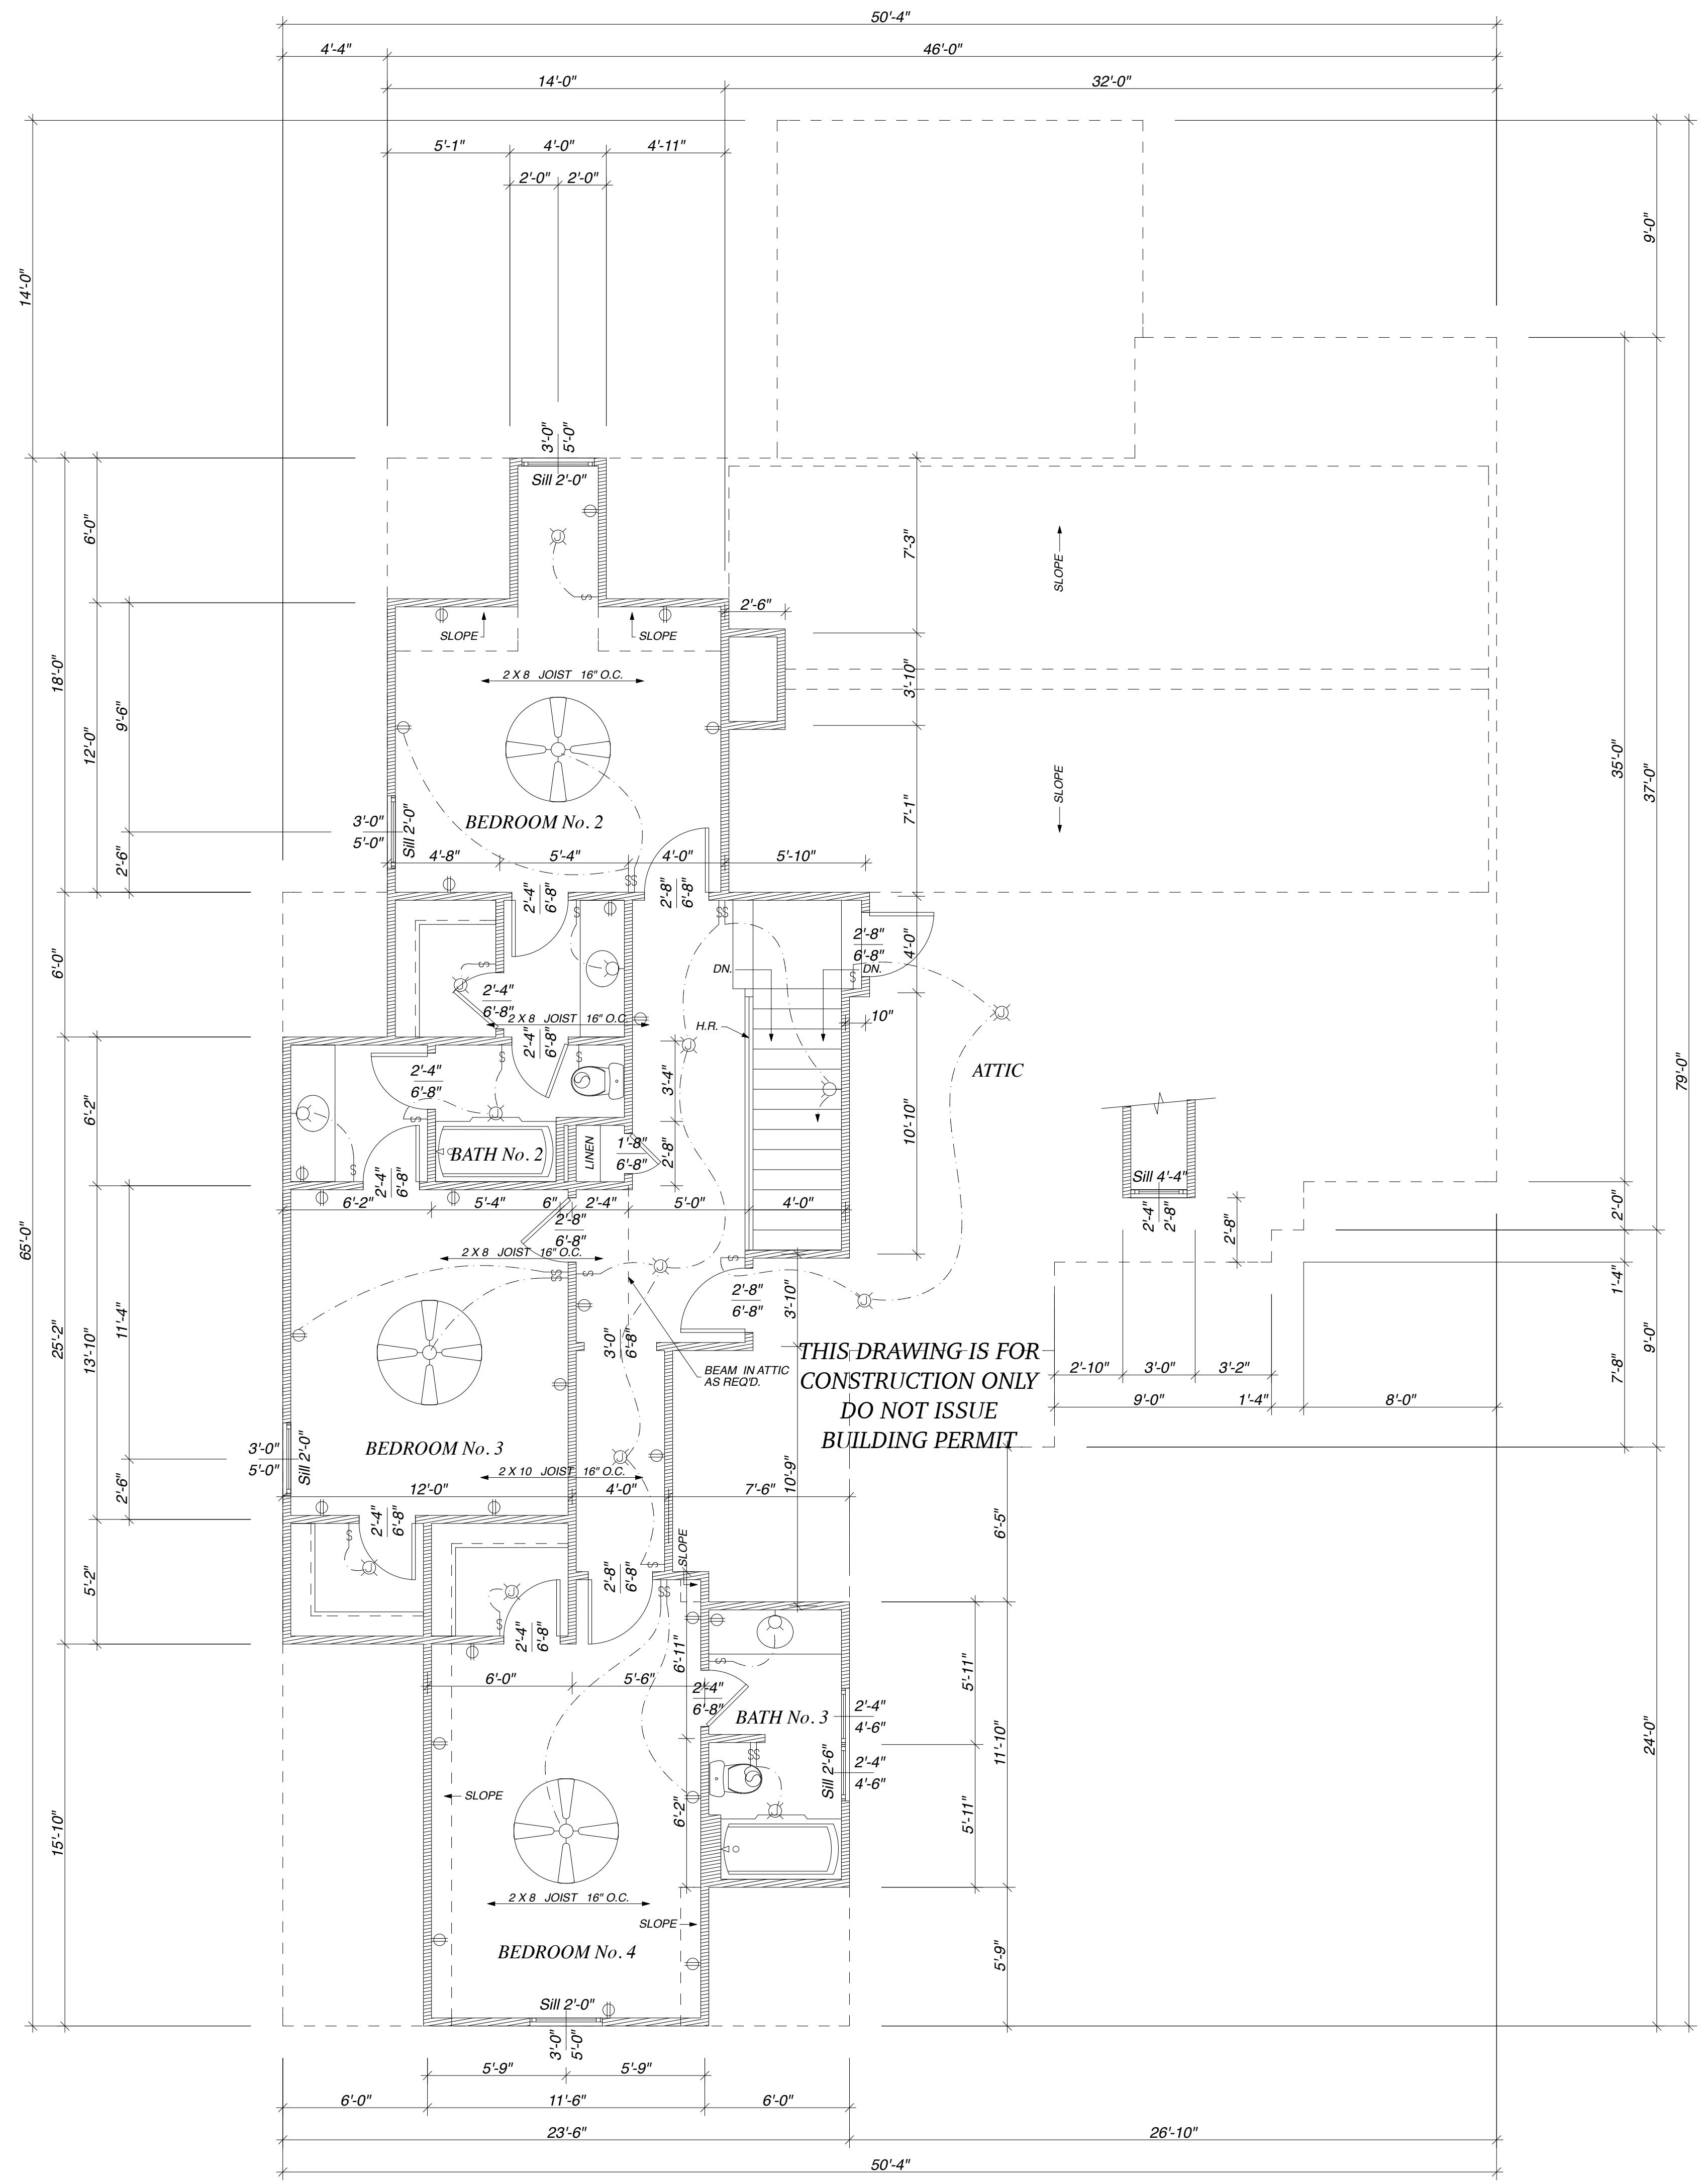 50'-4"
4'-4" 46'-0"
14'-0" 32'-0"
5'-1" 4'-0" 4'-11"
2'-0" 2'-0"
14'-0"
9'-0"
3'-0" 5'-0"
Sill 2'-0"
6'-0"
7'-3"
SLOPE
2'-6"
SLOPE SLOPE
18'-0"
2 X 8 JOIST 16" O.C.
3'-10"
9'-6"
12'-0"
35'-0"
37'-0"
SLOPE
7'-1"
3'-0"
5'-0"
Sill 2'-0"
BEDROOM No. 2
2'-6"
4'-8" 5'-4" 4'-0" 5'-10"
2'-4" 6'-8"
2'-8" 6'-8"
SS
S
SS
2'-8"
6'-8"
4'-0"
6'-0"
DN. DN.
S
2'-4"
6'-8"
2 X 8 JOIST 16" O.C.
H.R.
10"
2'-4" 6'-8"
ATTIC
79'-0"
2'-4"
6'-8"
3'-4"
6'-2"
10'-10"
BATH No. 2
LINEN
1'-8"
6'-8"
2'-8"
Sill 4'-4"
2'-4" 2'-8"
2'-8"
2'-0"
2'-4" 6'-8"
6'-2" 5'-4" 6" 2'-4" 5'-0" 4'-0"
2'-8"
6'-8"
65'-0"
2 X 8 JOIST 16" O.C.
1'-4"
2'-8"
6'-8"
3'-10"
11'-4"
25'-2"
13'-10"
3'-0" 6'-8"
9'-0"
7'-8"
THIS DRAWING IS FOR
CONSTRUCTION ONLY
DO NOT ISSUE
BUILDING PERMIT
BEAM IN ATTIC
AS REQ'D.
2'-10" 3'-0" 3'-2"
9'-0" 1'-4" 8'-0"
BEDROOM No. 3
3'-0"
5'-0"
Sill 2'-0"
2'-6"
2 X 10 JOIST 16" O.C.
12'-0" 4'-0" 7'-6"
10'-9"
2'-4" 6'-8"
6'-5"
SLOPE
5'-2"
2'-8" 6'-8"
2'-4" 6'-8"
6'-11"
5'-11"
6'-0" 5'-6"
2'-4"
6'-8"
BATH No. 3
2'-4"
4'-6"
11'-10"
24'-0"
2'-4"
4'-6"
Sill 2'-6"
SLOPE
6'-2"
5'-11"
15'-10"
2 X 8 JOIST 16" O.C.
SLOPE
BEDROOM No. 4
5'-9"
Sill 2'-0"
3'-0" 5'-0"
5'-9" 5'-9"
6'-0" 11'-6" 6'-0"
23'-6" 26'-10"
50'-4"